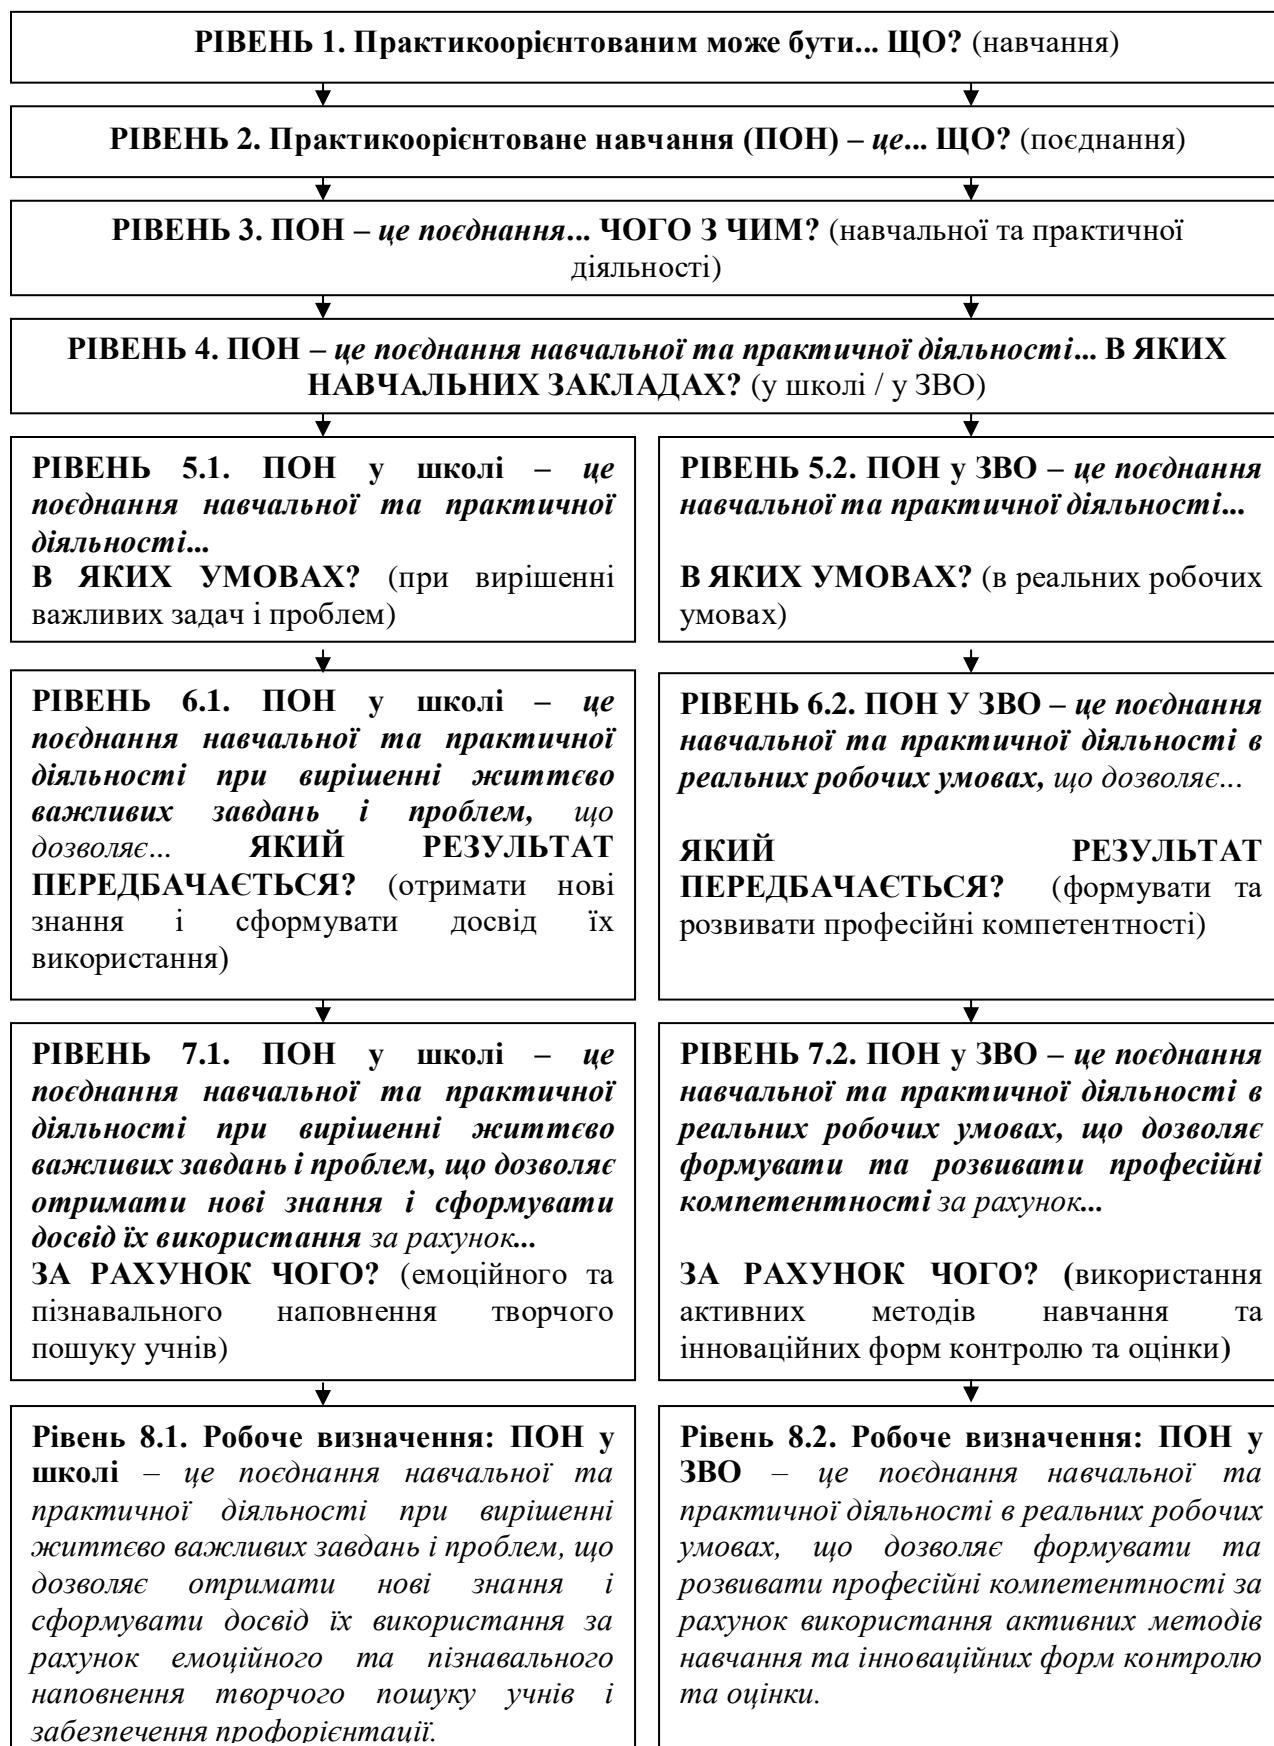 РІВЕНЬ 1. Практикоорієнтованим може бути... ЩО? (навчання)
РІВЕНЬ 2. Практикоорієнтоване навчання (ПОН) – це... ЩО? (поєднання)
РІВЕНЬ 3. ПОН – це поєднання... ЧОГО З ЧИМ? (навчальної та практичної
діяльності)
РІВЕНЬ 4. ПОН – це поєднання навчальної та практичної діяльності... В ЯКИХ
НАВЧАЛЬНИХ ЗАКЛАДАХ? (у школі / у ЗВО)
РІВЕНЬ 5.1. ПОН у школі – це
поєднання навчальної та практичної
діяльності...
В ЯКИХ УМОВАХ? (при вирішенні
важливих задач і проблем)
РІВЕНЬ 5.2. ПОН у ЗВО – це поєднання
навчальної та практичної діяльності...
В ЯКИХ УМОВАХ? (в реальних робочих
умовах)
РІВЕНЬ 6.1. ПОН у школі – це
поєднання навчальної та практичної
діяльності при вирішенні життєво
важливих завдань і проблем, що
дозволяє... ЯКИЙ РЕЗУЛЬТАТ
ПЕРЕДБАЧАЄТЬСЯ? (отримати нові
знання і сформувати досвід їх
використання)
РІВЕНЬ 6.2. ПОН У ЗВО – це поєднання
навчальної та практичної діяльності в
реальних робочих умовах, що дозволяє...
ЯКИЙ РЕЗУЛЬТАТ
ПЕРЕДБАЧАЄТЬСЯ? (формувати та
розвивати професійні компетентності)
РІВЕНЬ 7.1. ПОН у школі – це
поєднання навчальної та практичної
діяльності при вирішенні життєво
важливих завдань і проблем, що дозволяє
отримати нові знання і сформувати
досвід їх використання за рахунок...
ЗА РАХУНОК ЧОГО? (емоційного та
пізнавального наповнення творчого
пошуку учнів)
РІВЕНЬ 7.2. ПОН у ЗВО – це поєднання
навчальної та практичної діяльності в
реальних робочих умовах, що дозволяє
формувати та розвивати професійні
компетентності за рахунок...
ЗА РАХУНОК ЧОГО? (використання
активних методів навчання та
інноваційних форм контролю та оцінки)
Рівень 8.1. Робоче визначення: ПОН у
школі – це поєднання навчальної та
практичної діяльності при вирішенні
життєво важливих завдань і проблем, що
дозволяє отримати нові знання і
сформувати досвід їх використання за
рахунок емоційного та пізнавального
наповнення творчого пошуку учнів і
забезпечення профорієнтації.
Рівень 8.2. Робоче визначення: ПОН у
ЗВО – це поєднання навчальної та
практичної діяльності в реальних робочих
умовах, що дозволяє формувати та
розвивати професійні компетентності за
рахунок використання активних методів
навчання та інноваційних форм контролю
та оцінки.